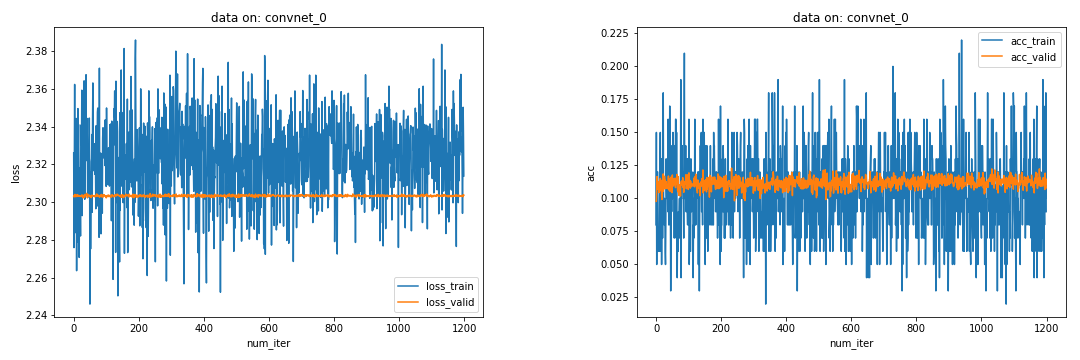 data on: convnet_0
loss
2.38
2.36
2.34
2.32
2.30
2.28
2.26
2.24
loss_train
loss_valid
0 200 400 600 800 1000 1200
num_iter
data on: convnet_0
acc
0.225
0.200
0.175
0.150
0.125
0.100
0.075
0.050
0.025
acc_train
acc_valid
0 200 400 600 800 1000 1200
num_iter